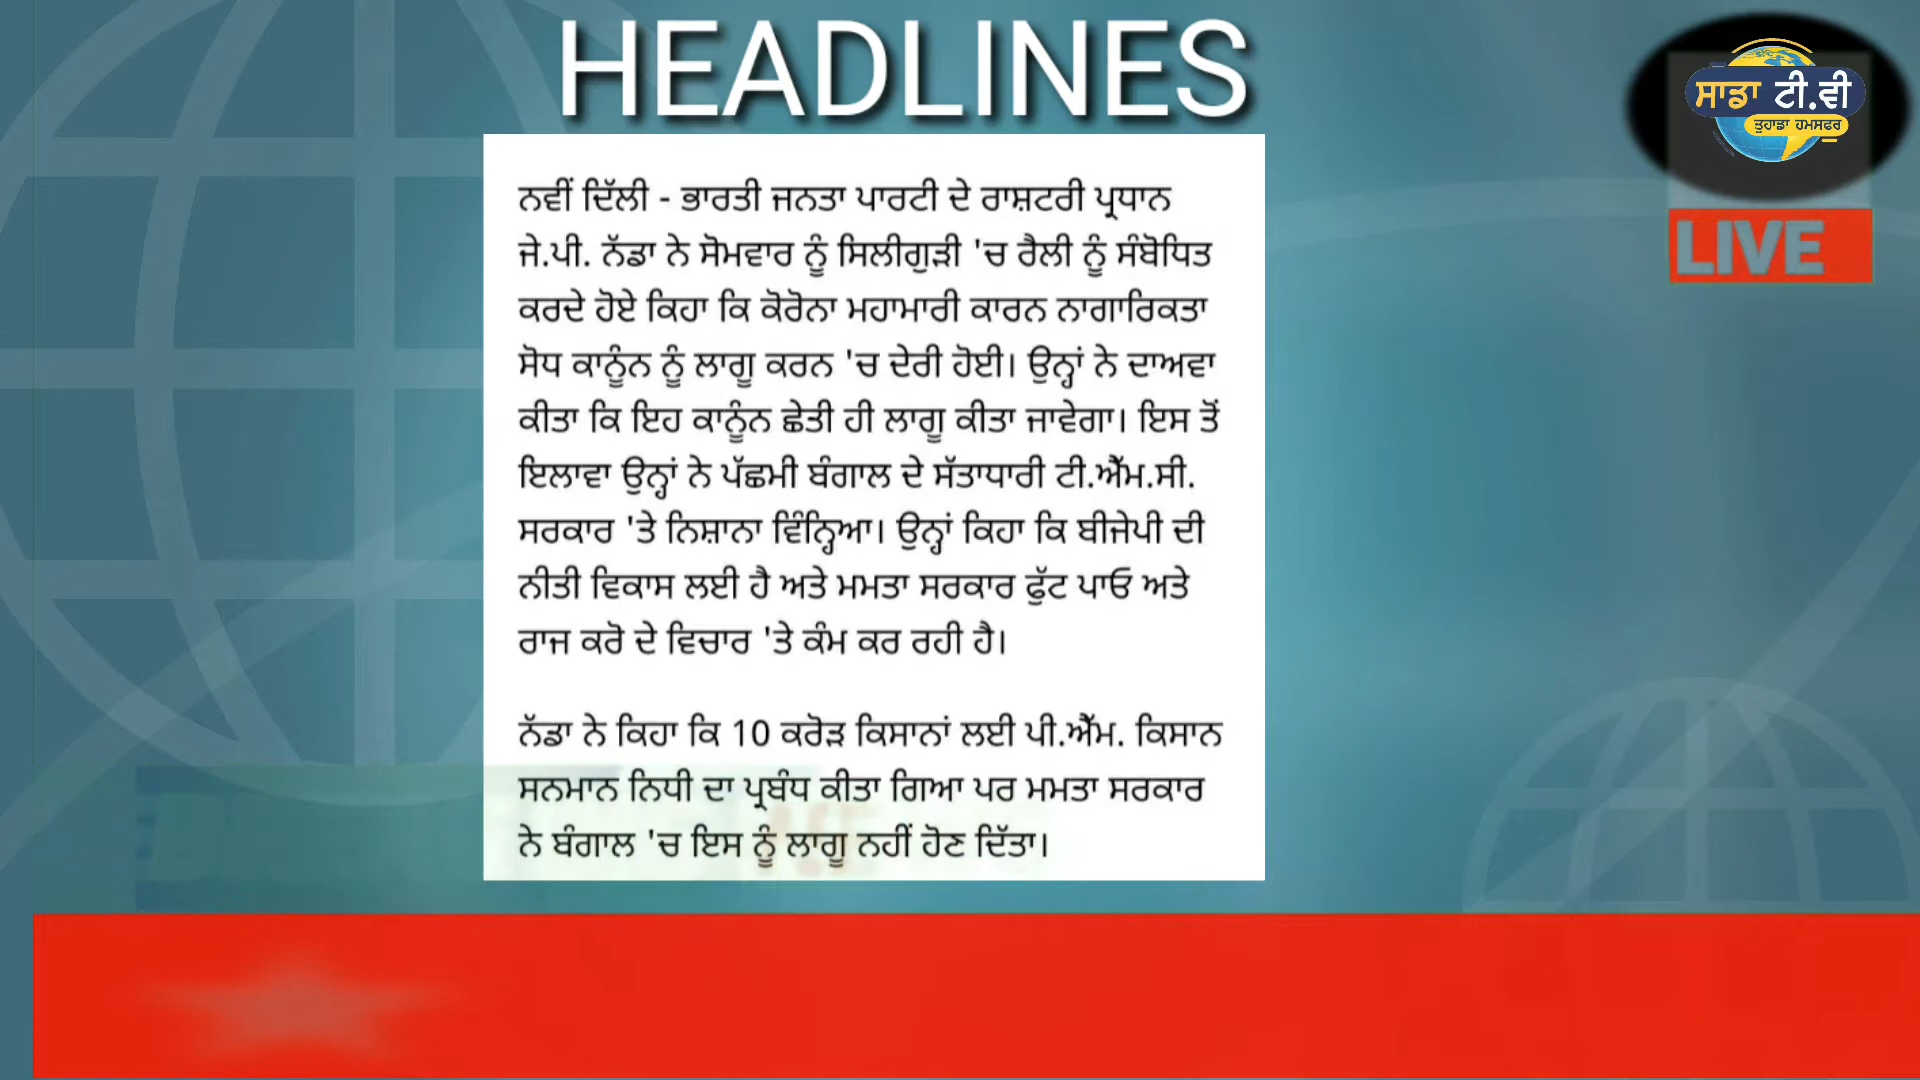 HEADLINES
ਸਾਡਾ ਟੀ.ਵੀ
ਤੁਹਾਡਾ ਹਮਸਫਰ
LIVE
ਨਵੀਂ ਦਿੱਲੀ - ਭਾਰਤੀ ਜਨਤਾ ਪਾਰਟੀ ਦੇ ਰਾਸ਼ਟਰੀ ਪ੍ਰਧਾਨ
ਜੇ.ਪੀ. ਨੱਡਾ ਨੇ ਸੋਮਵਾਰ ਨੂੰ ਸਿਲੀਗੁੜੀ 'ਚ ਰੈਲੀ ਨੂੰ ਸੰਬੋਧਿਤ
ਕਰਦੇ ਹੋਏ ਕਿਹਾ ਕਿ ਕੋਰੋਨਾ ਮਹਾਮਾਰੀ ਕਾਰਨ ਨਾਗਾਰਿਕਤਾ
ਸੋਧ ਕਾਨੂੰਨ ਨੂੰ ਲਾਗੂ ਕਰਨ 'ਚ ਦੇਰੀ ਹੋਈ। ਉਨ੍ਹਾਂ ਨੇ ਦਾਅਵਾ
ਕੀਤਾ ਕਿ ਇਹ ਕਾਨੂੰਨ ਛੇਤੀ ਹੀ ਲਾਗੂ ਕੀਤਾ ਜਾਵੇਗਾ। ਇਸ ਤੋਂ
ਇਲਾਵਾ ਉਨ੍ਹਾਂ ਨੇ ਪੱਛਮੀ ਬੰਗਾਲ ਦੇ ਸੱਤਾਧਾਰੀ ਟੀ.ਐੱਮ.ਸੀ.
ਸਰਕਾਰ 'ਤੇ ਨਿਸ਼ਾਨਾ ਵਿੰਨ੍ਹਿਆ। ਉਨ੍ਹਾਂ ਕਿਹਾ ਕਿ ਬੀਜੇਪੀ ਦੀ
ਨੀਤੀ ਵਿਕਾਸ ਲਈ ਹੈ ਅਤੇ ਮਮਤਾ ਸਰਕਾਰ ਫੁੱਟ ਪਾਓ ਅਤੇ
ਰਾਜ ਕਰੋ ਦੇ ਵਿਚਾਰ 'ਤੇ ਕੰਮ ਕਰ ਰਹੀ ਹੈ।
ਨੱਡਾ ਨੇ ਕਿਹਾ ਕਿ 10 ਕਰੋੜ ਕਿਸਾਨਾਂ ਲਈ ਪੀ.ਐੱਮ. ਕਿਸਾਨ
ਸਨਮਾਨ ਨਿਧੀ ਦਾ ਪ੍ਰਬੰਧ ਕੀਤਾ ਗਿਆ ਪਰ ਮਮਤਾ ਸਰਕਾਰ
ਨੇ ਬੰਗਾਲ 'ਚ ਇਸ ਨੂੰ ਲਾਗੂ ਨਹੀਂ ਹੋਣ ਦਿੱਤਾ।